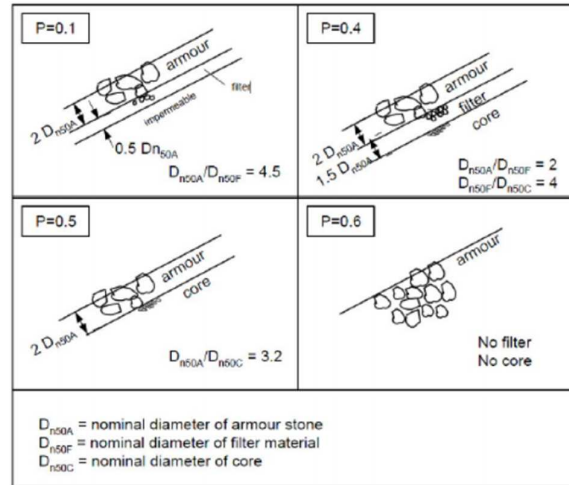 P=0.1
armour
filter
impermeable
2 Dn50A
0.5 Dn50A
Dn50A/Dn50F = 4.5
P=0.4
armour
filter
core
2 Dn50A
1.5 Dn50A
Dn50A/Dn50F = 2
Dn50F/Dn50C = 4
P=0.5
armour
core
2 Dn50A
Dn50A/Dn50C = 3.2
P=0.6
armour
No filter
No core
Dn50A = nominal diameter of armour stone
Dn50F = nominal diameter of filter material
Dn50C = nominal diameter of core